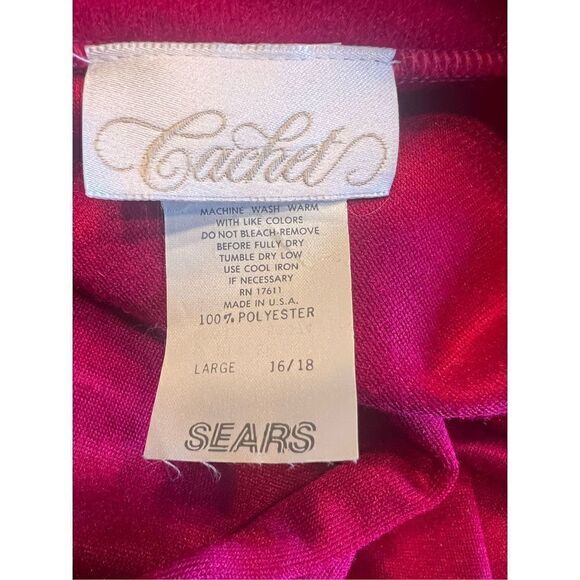 Cachet
MACHINE WASH WARM
WITH LIKE COLORS
DO NOT BLEACH-REMOVE
BEFORE FULLY DRY
TUMBLE DRY LOW
USE COOL IRON
IF NECESSARY
RN 17611
MADE IN U.S.A.
100% POLYESTER
LARGE 16/18
SEARS